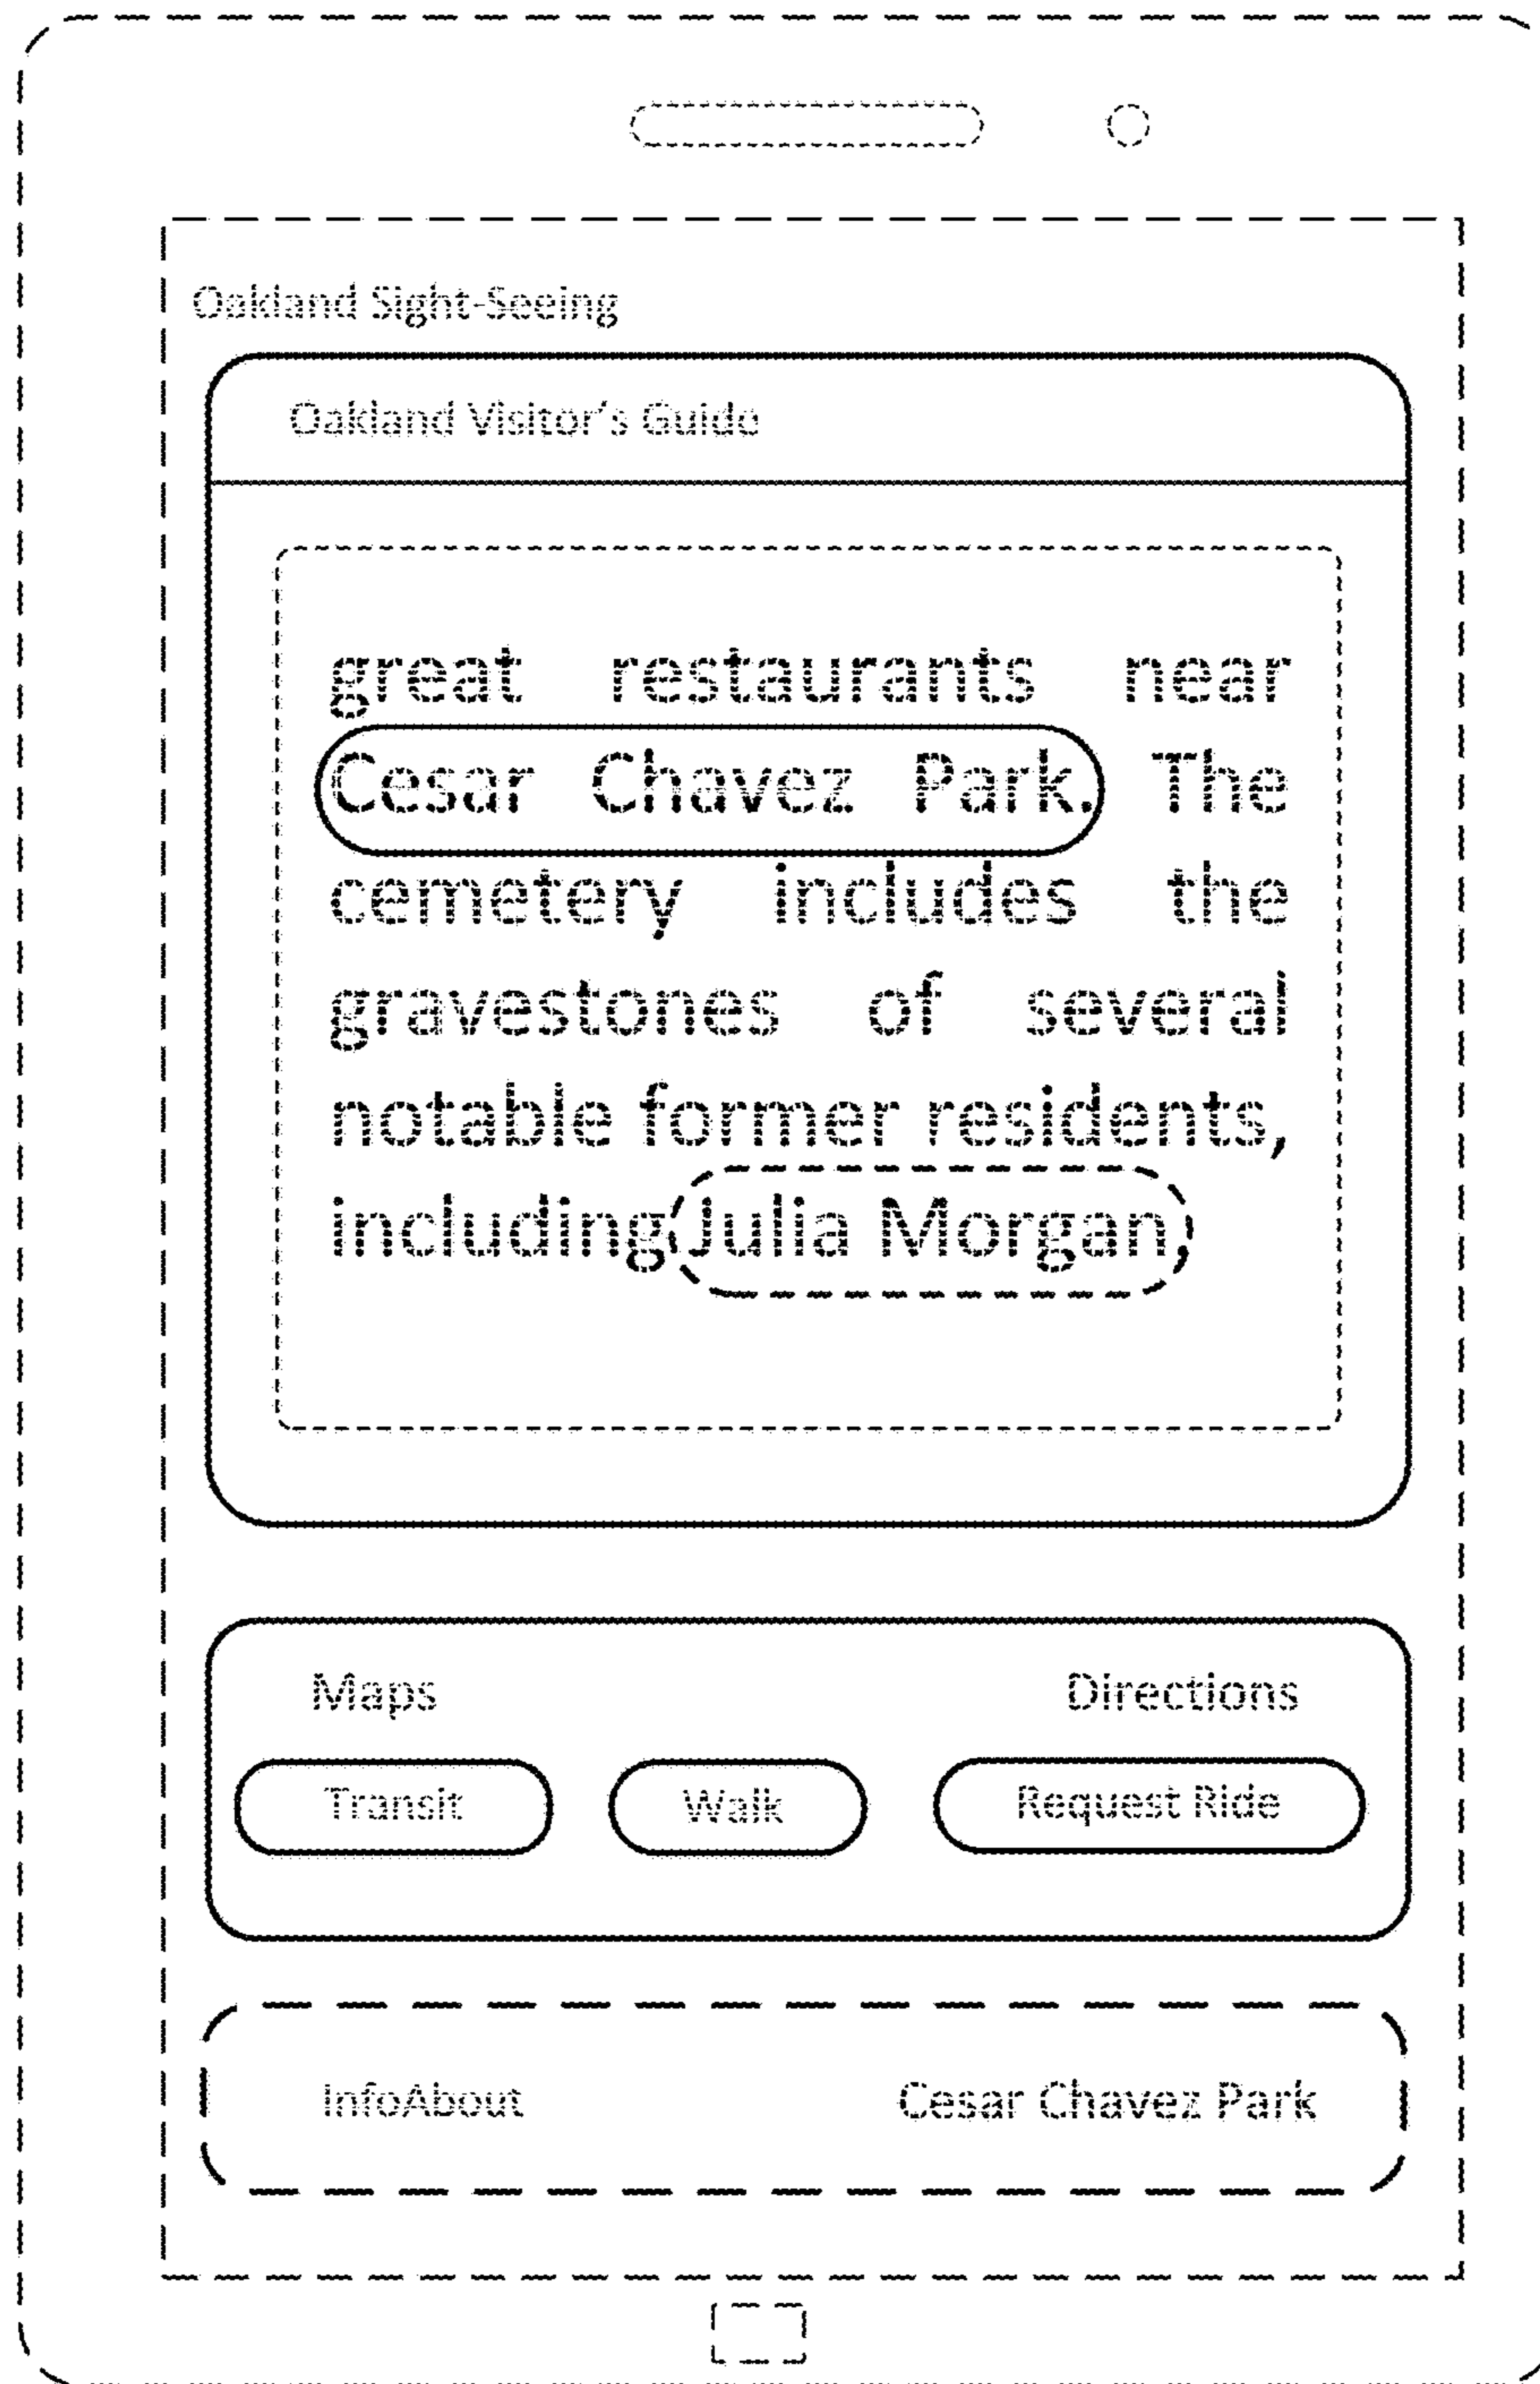 Oakland Sight-Seeing
Oakland Visitor's Guide
great restaurants near
Cesar Chavez Park. The
cemetery includes the
gravestones of several
notable former residents,
including Julia Morgan,
Maps Directions
Transit Walk Request Ride
InfoAbout Cesar Chavez Park